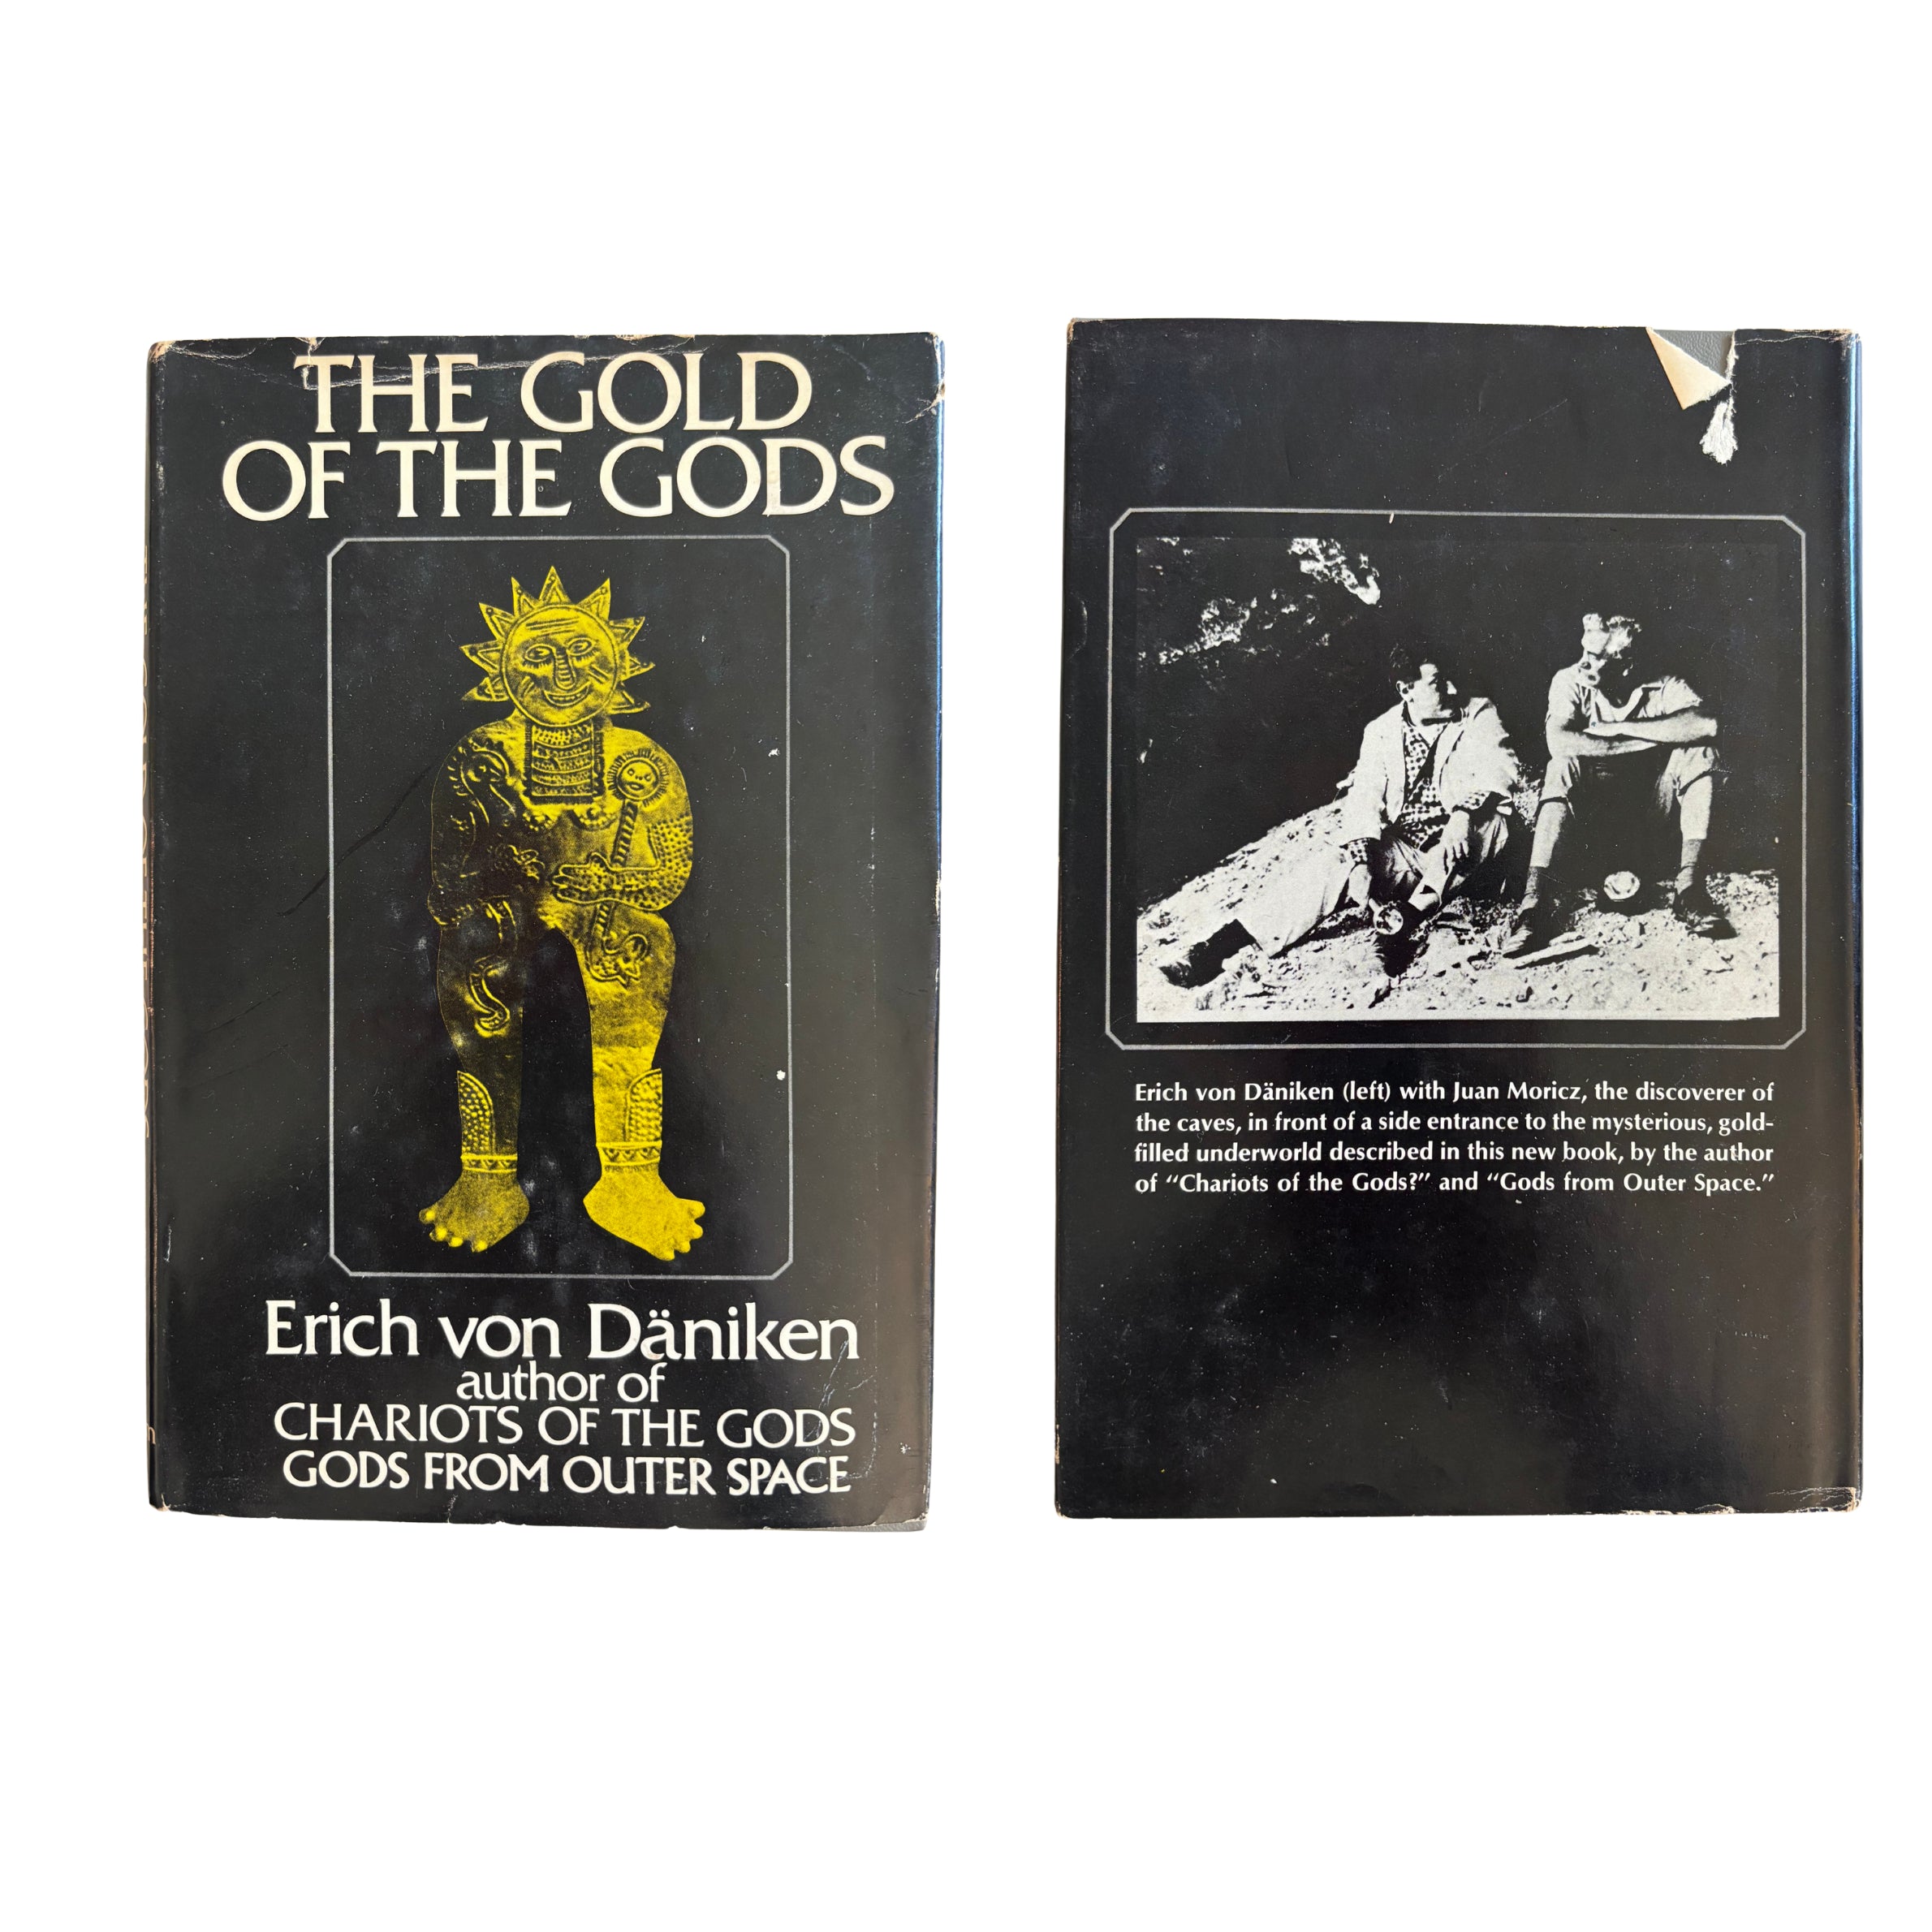 THE GOLD
OF THE GODS
Erich von Däniken
author of
CHARIOTS OF THE GODS
GODS FROM OUTER SPACE
Erich von Däniken (left) with Juan Moricz, the discoverer of
the caves, in front of a side entrance to the mysterious, gold-
filled underworld described in this new book, by the author
of “Chariots of the Gods?” and “Gods from Outer Space.”